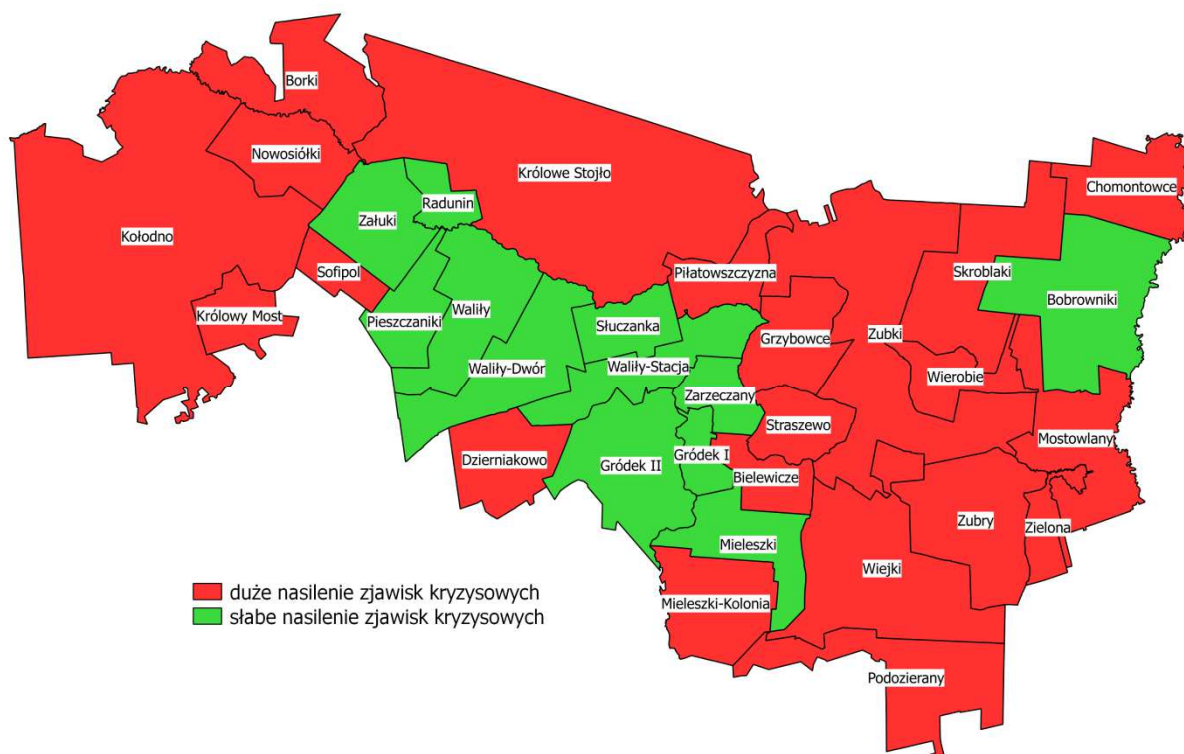 Borki
Nowosiółki
Królowe Stojło
Chomontowce
Radunin
Załuki
Kołodno
Sofipol
Piłatowszczyzna
Skroblaki
Bobrowniki
Królowy Most
Pieszczaniki
Waliły
Słuczanka
Grzybowce
Zubki
Waliły-Dwór
Waliły-Stacja
Wierobie
Zarzeczany
Straszewo
Mostowlany
Dzierniakowo
Gródek II
Gródek I
Bielewicze
Zubry
Zielona
Mieleszki
Wiejki
duże nasilenie zjawisk kryzysowych
słabe nasilenie zjawisk kryzysowych
Mieleszki-Kolonia
Podozierany